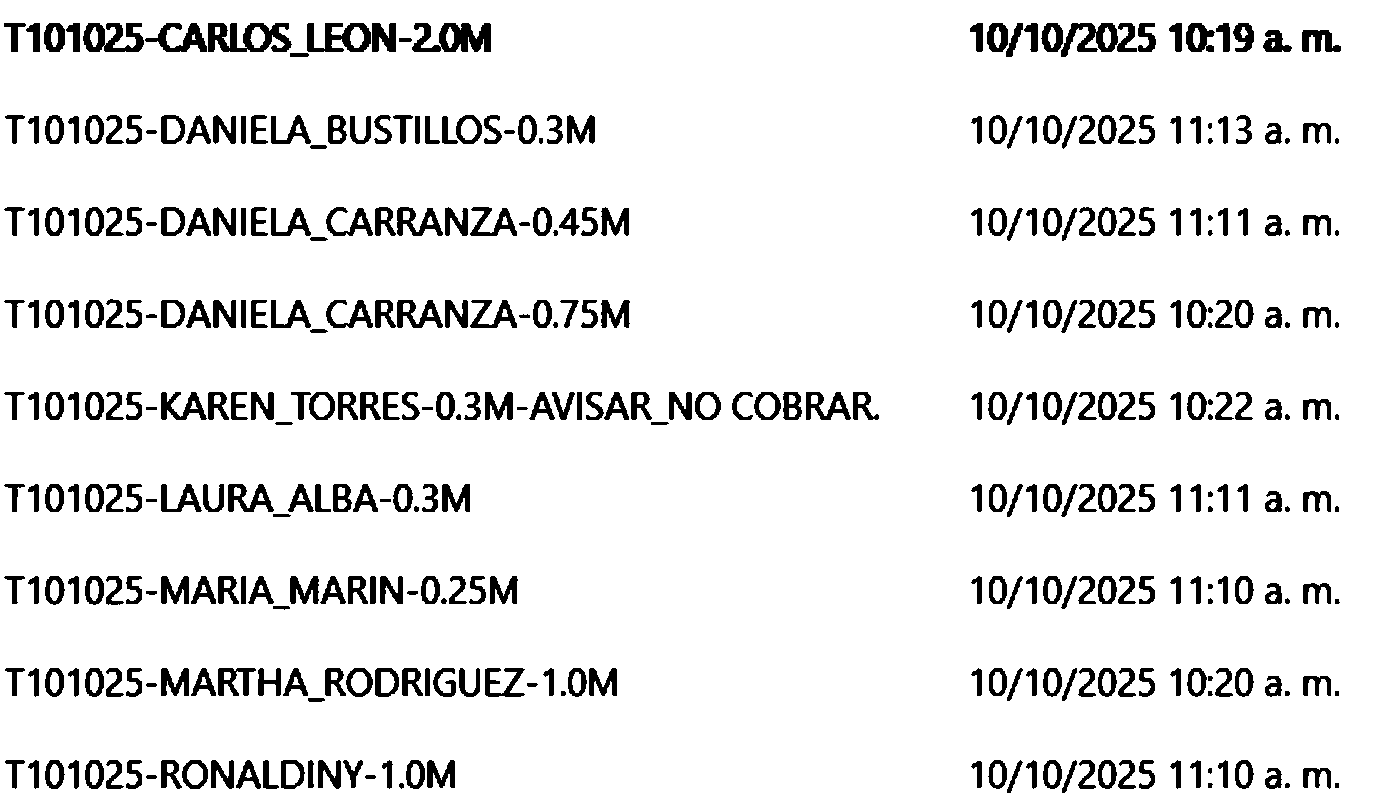 T101025-CARLOS_LEON-2.0M 10/10/2025 10:19 a. m.
T101025-DANIELA_BUSTILLOS-0.3M 10/10/2025 11:13 a. m.
T101025-DANIELA_CARRANZA-0.45M 10/10/2025 11:11 a. m.
T101025-DANIELA_CARRANZA-0.75M 10/10/2025 10:20 a. m.
T101025-KAREN_TORRES-0.3M-AVISAR_NO COBRAR. 10/10/2025 10:22 a. m.
T101025-LAURA_ALBA-0.3M 10/10/2025 11:11 a. m.
T101025-MARIA_MARIN-0.25M 10/10/2025 11:10 a. m.
T101025-MARTHA_RODRIGUEZ-1.0M 10/10/2025 10:20 a. m.
T101025-RONALDINY-1.0M 10/10/2025 11:10 a. m.